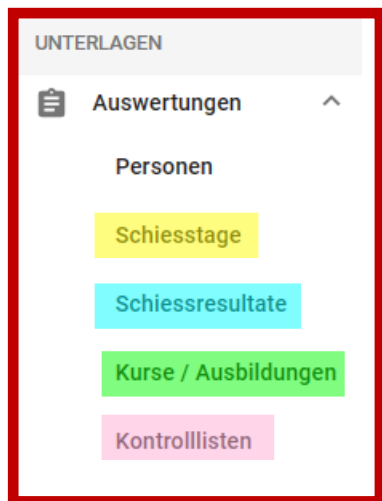 UNTERLAGEN
Auswertungen
Personen
Schiesstage
Schiessresultate
Kurse / Ausbildungen
Kontrolllisten